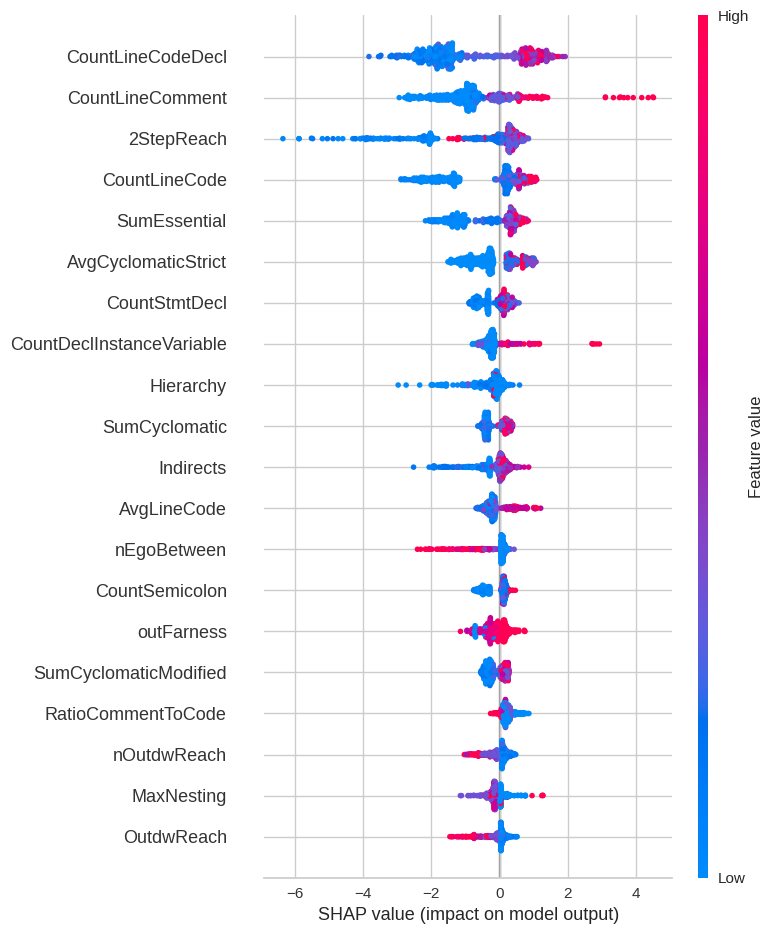 High
CountLineCodeDecl
CountLineComment
2StepReach
CountLineCode
SumEssential
AvgCyclomaticStrict
CountStmtDecl
CountDeclInstanceVariable
Hierarchy
SumCyclomatic
Indirects
AvgLineCode
nEgoBetween
CountSemicolon
outFarness
SumCyclomaticModified
RatioCommentToCode
nOutdwReach
MaxNesting
OutdwReach
Feature value
Low
−6 −4 −2 0 2 4
SHAP value (impact on model output)